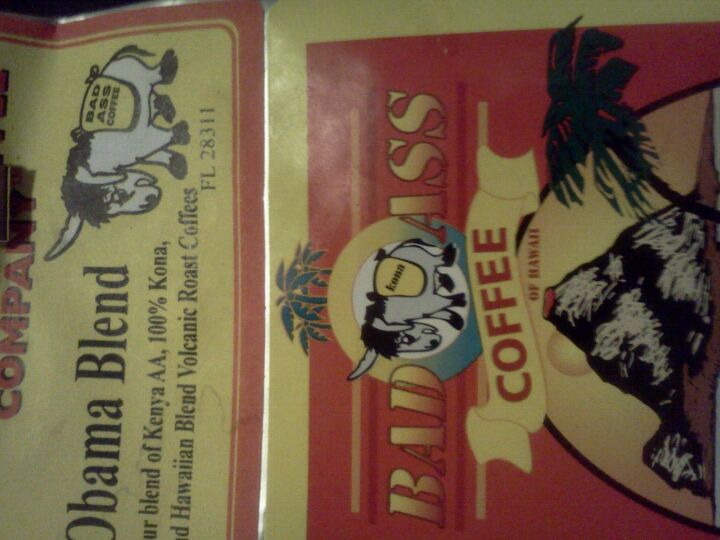 COMPANY
BAD
ASS
COFFEE
FL 28311
Obama Blend
ur blend of Kenya AA, 100% Kona,
d Hawaiian Blend Volcanic Roast Coffees
BAD ASS
kona
COFFEE
OF HAWAII